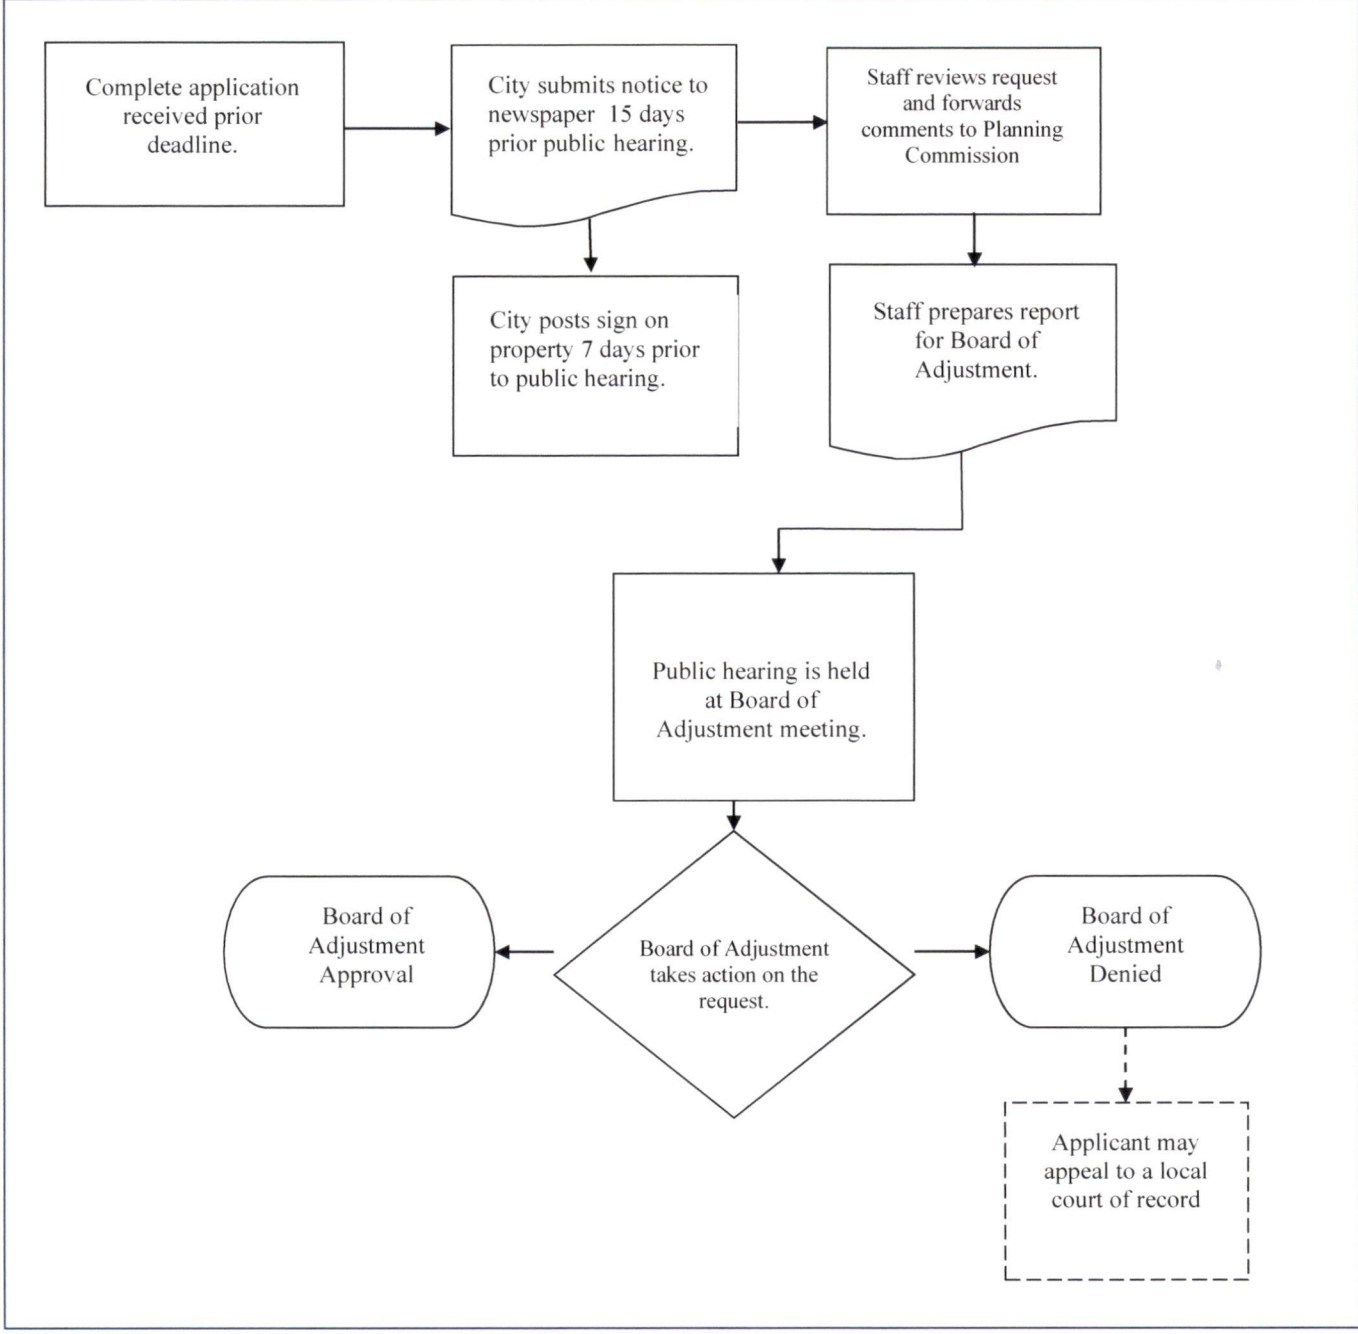 Complete application
received prior
deadline.
City submits notice to
newspaper 15 days
prior public hearing.
Staff reviews request
and forwards
comments to Planning
Commission
City posts sign on
property 7 days prior
to public hearing.
Staff prepares report
for Board of
Adjustment.
Public hearing is held
at Board of
Adjustment meeting.
Board of
Adjustment
Approval
Board of Adjustment
takes action on the
request.
Board of
Adjustment
Denied
Applicant may
appeal to a local
court of record